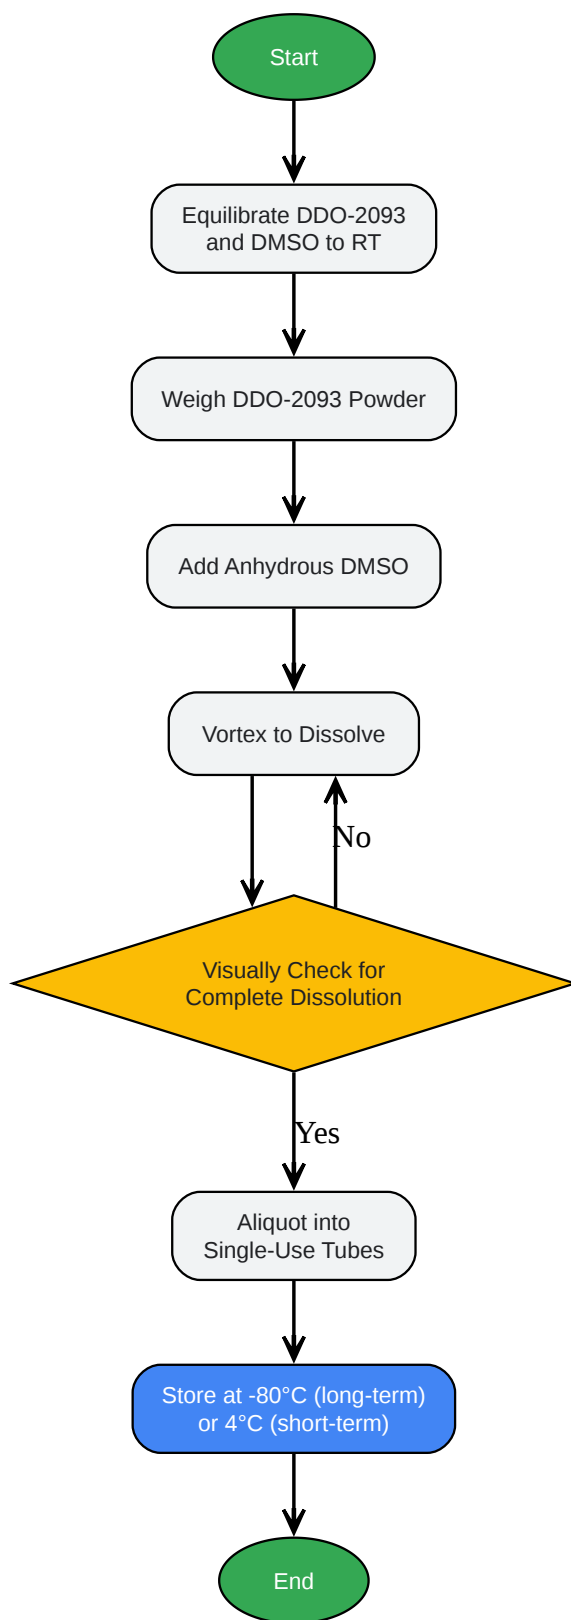 Start
Equilibrate DDO-2093
and DMSO to RT
Weigh DDO-2093 Powder
Add Anhydrous DMSO
Vortex to Dissolve
No
Visually Check for
Complete Dissolution
Yes
Aliquot into
Single-Use Tubes
Store at -80°C (long-term)
or 4°C (short-term)
End